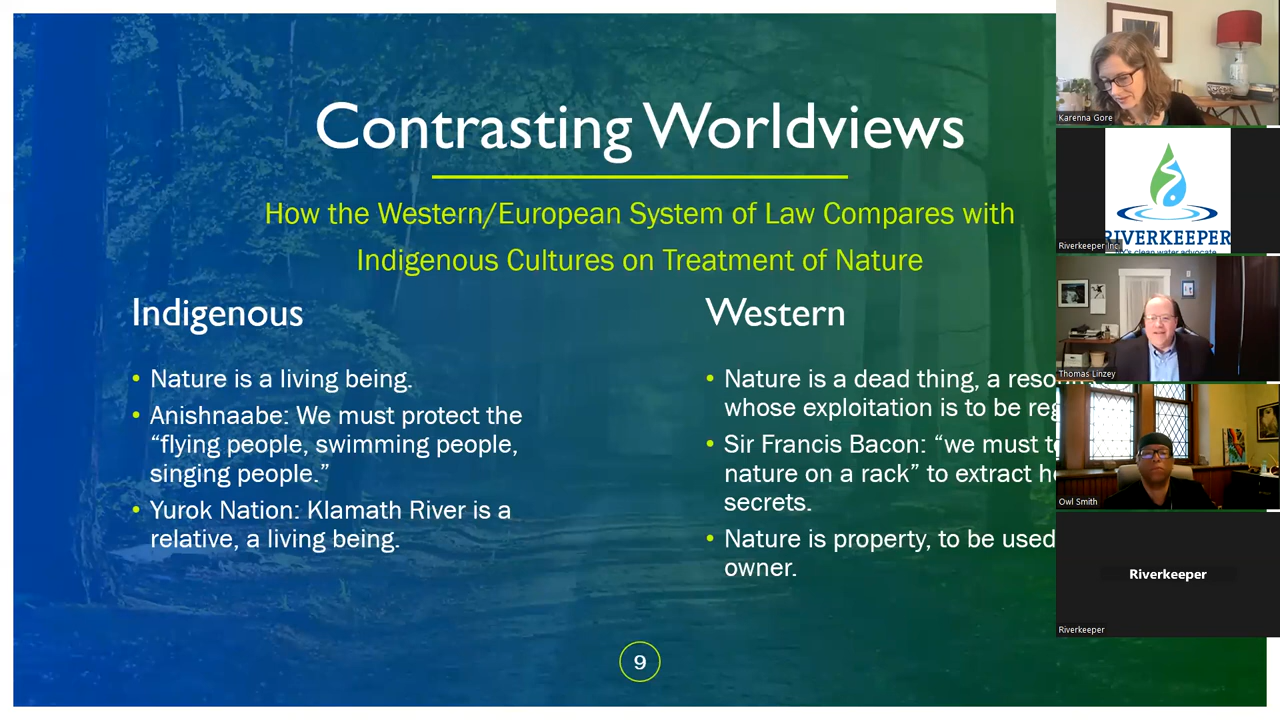 Contrasting Worldviews
How the Western/European System of Law Compares with
Indigenous Cultures on Treatment of Nature
Indigenous
• Nature is a living being.
• Anishnaabe: We must protect the
“flying people, swimming people,
singing people.”
• Yurok Nation: Klamath River is a
relative, a living being.
Western
• Nature is a dead thing, a
whose exploitation is to be
• Sir Francis Bacon: “we must
nature on a rack” to extract
secrets.
• Nature is property, to be used
owner.
9
Karenna Gore
RIVERKEEPER
clean water advocate
Riverkeeper Inc.
Thomas Linzey
Owl Smith
Riverkeeper
Riverkeeper